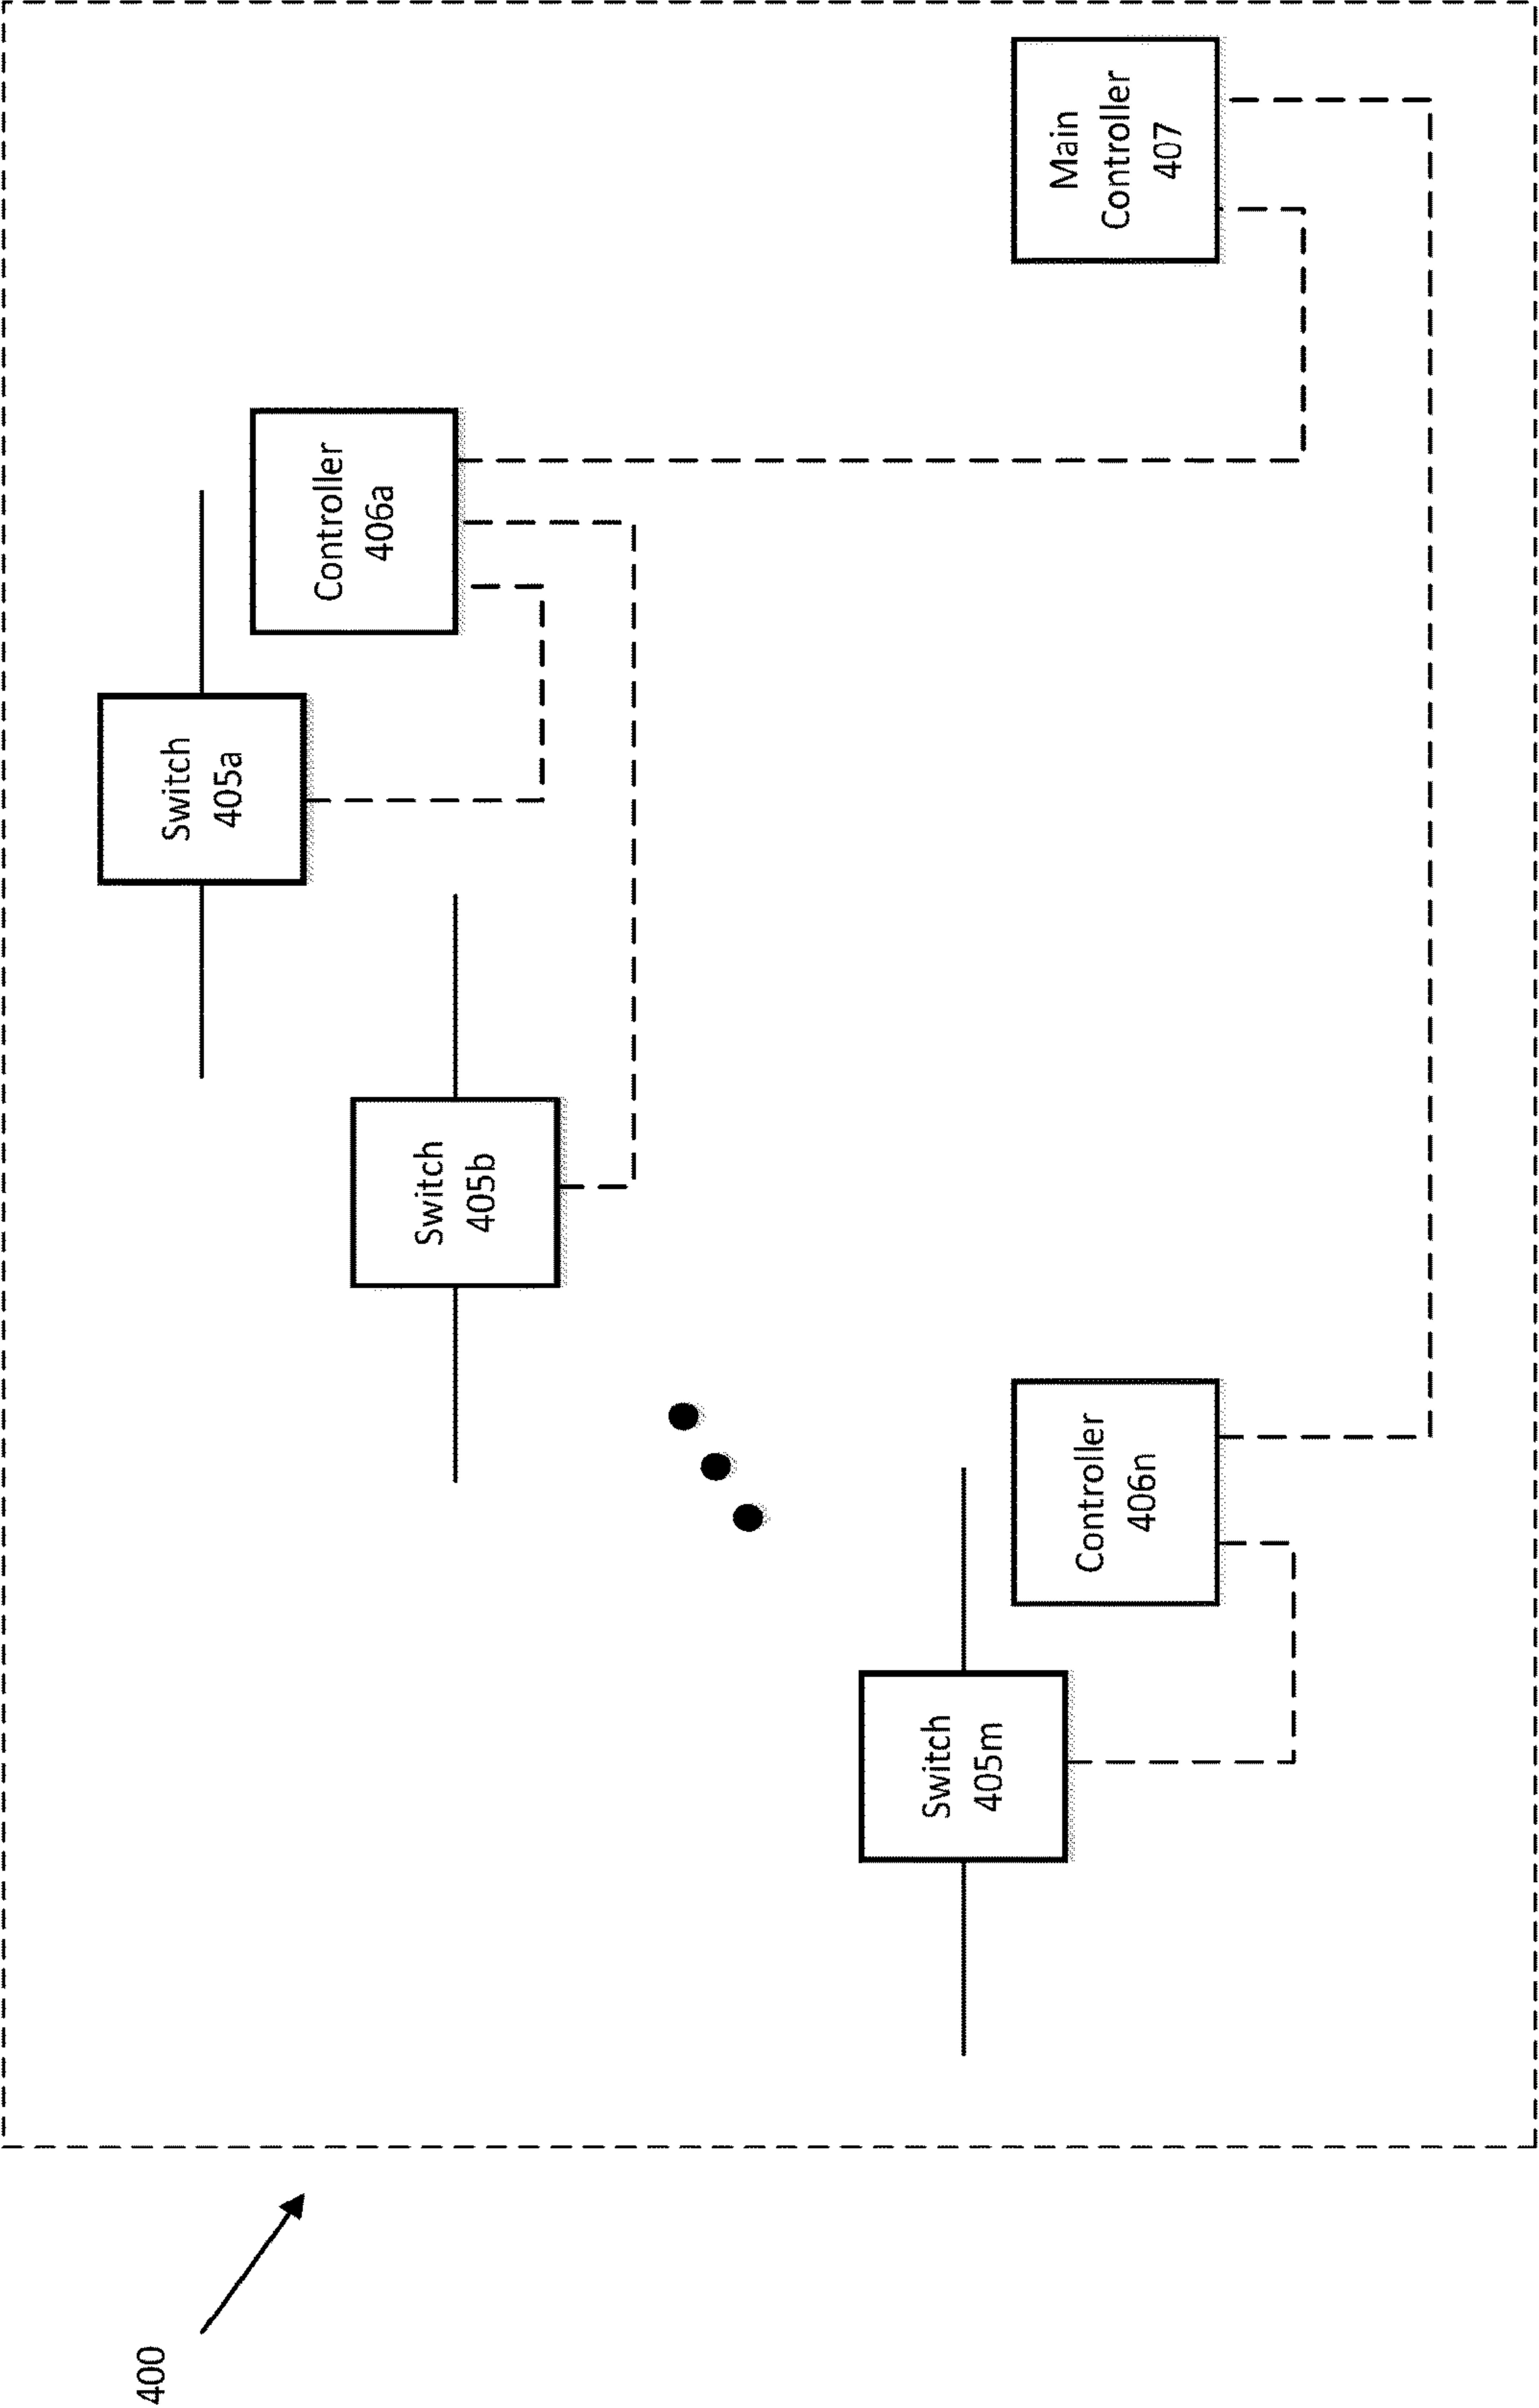 400
Switch
405a
Controller
406a
Switch
405b
Switch
405m
Controller
406n
Main
Controller
407